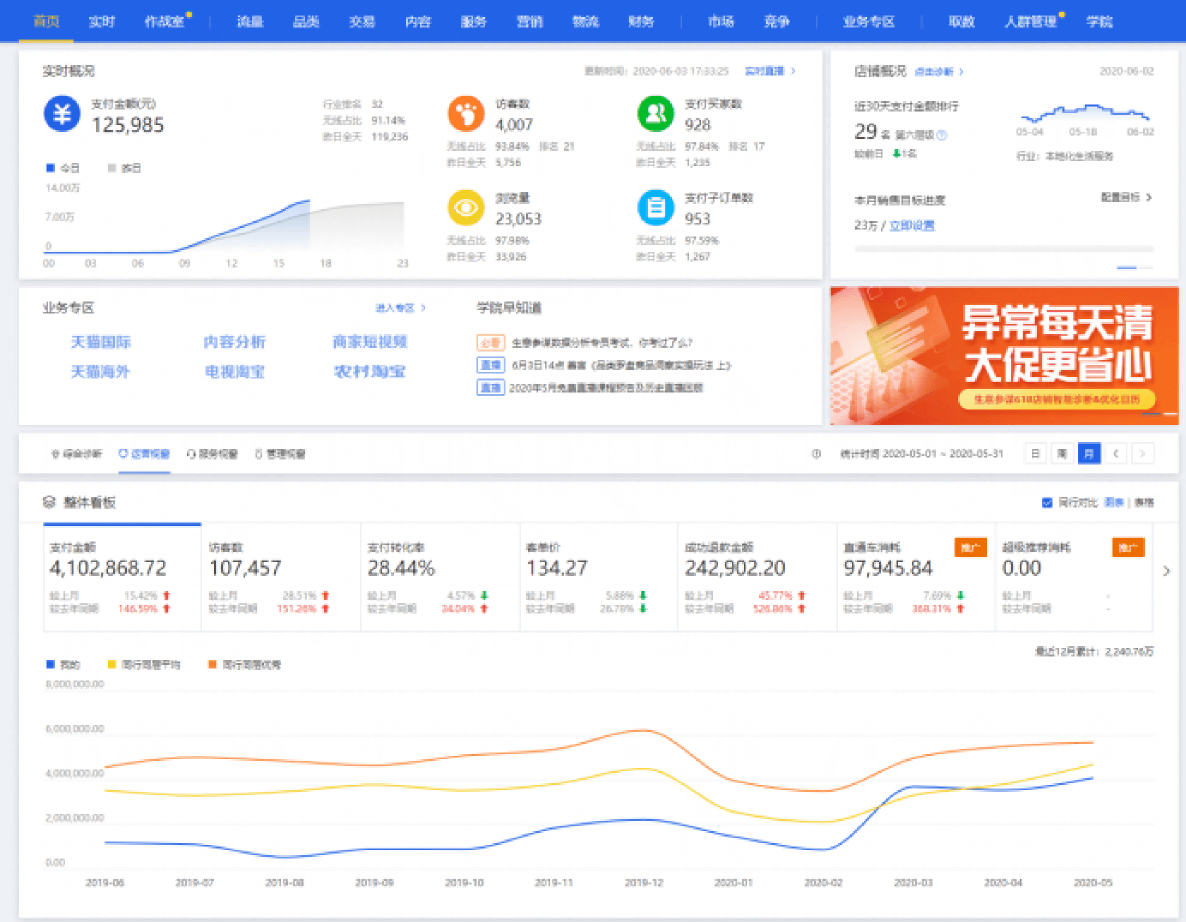 首页 实时 作战室 流量 品类 交易 内容 服务 营销 物流 财务 市场 竞争 业务专区 取数 人群管理 学院
实时概况
更新时间: 2020-06-03 17:33:25 实时直播 >
支付金额(元)
125,985
行业排名 32
无线占比 91.14%
昨日全天 119,236
今日 昨日
14.00万
7.00万
0
00 03 06 09 12 15 18 23
访客数
4,007
无线占比 93.84% 排名 21
昨日全天 5,756
支付买家数
928
无线占比 97.84% 排名 17
昨日全天 1,235
浏览量
23,053
无线占比 97.98%
昨日全天 33,926
支付子订单数
953
无线占比 97.59%
昨日全天 1,267
店铺概况 点击诊断 >
2020-06-02
近30天支付金额排行
29 名 第六层级
较前日 1名
05-04 05-18 06-02
行业: 本地化生活服务
本月销售目标进度
配置目标 >
23万 / 立即设置
业务专区
进入专区 >
天猫国际 内容分析 商家短视频
天猫海外 电视淘宝 农村淘宝
学院早知道
必看 生意参谋数据分析专员考试，你考过了么?
直播 6月3日14点 慕言《品类罗盘商品洞察实操玩法 上》
直播 2020年5月免费直播课程预告及历史直播回顾
异常每天清
大促更省心
生意参谋618店铺智能诊断&优化日历
综合诊断 运营视窗 服务视窗 管理视窗
统计时间 2020-05-01 ~ 2020-05-31 日 周 月 < >
整体看板
同行对比 图表 | 表格
支付金额
4,102,868.72
较上月 15.42%
较去年同期 146.59%
访客数
107,457
较上月 28.51%
较去年同期 151.26%
支付转化率
28.44%
较上月 4.57%
较去年同期 34.04%
客单价
134.27
较上月 5.88%
较去年同期 26.78%
成功退款金额
242,902.20
较上月 45.77%
较去年同期 526.86%
直通车消耗 推广
97,945.84
较上月 7.69%
较去年同期 368.31%
超级推荐消耗 推广
0.00
较上月 -
较去年同期 -
>
我的 同行同层平均 同行同层优秀
最近12月累计: 2,240.76万
8,000,000.00
6,000,000.00
4,000,000.00
2,000,000.00
0.00
2019-06 2019-07 2019-08 2019-09 2019-10 2019-11 2019-12 2020-01 2020-02 2020-03 2020-04 2020-05